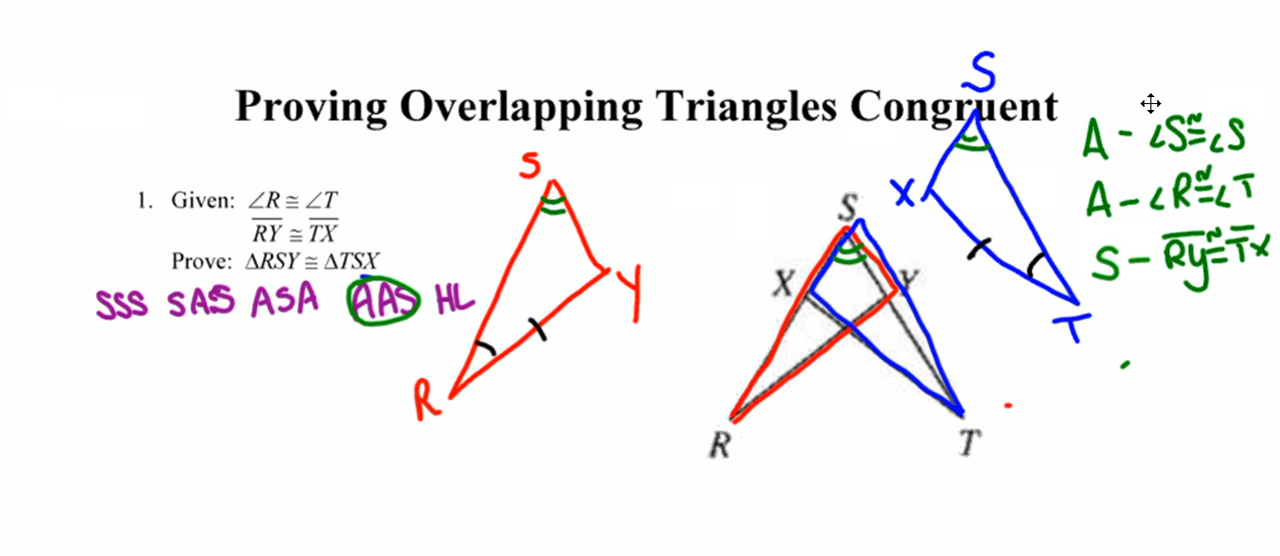 Proving Overlapping Triangles Congruent
1. Given: ∠R ≅ ∠T
RY ≅ TX
Prove: ΔRSY ≅ ΔTSX
SSS SAS ASA AAS HL
S
Y
R
S
X
Y
R
T
S
X
T
A - ∠S≅∠S
A - ∠R≅∠T
S - Ry≅Tx